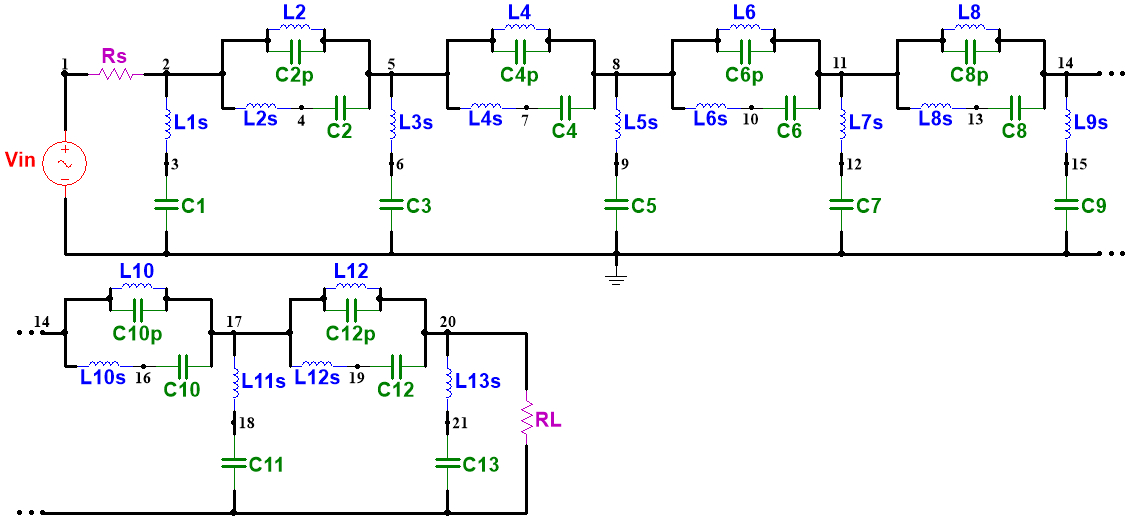 L2 L4 L6 L8
1 Rs 2 C2p 5 C4p 8 C6p 11 C8p 14
L2s 4 C2 L4s 7 C4 L6s 10 C6 L8s 13 C8
L1s L3s L5s L7s L9s
Vin 3 6 9 12 15
C1 C3 C5 C7 C9
L10 L12
14 C10p 17 C12p 20
L10s 16 C10 L11s L12s 19 C12 L13s
18 21 RL
C11 C13